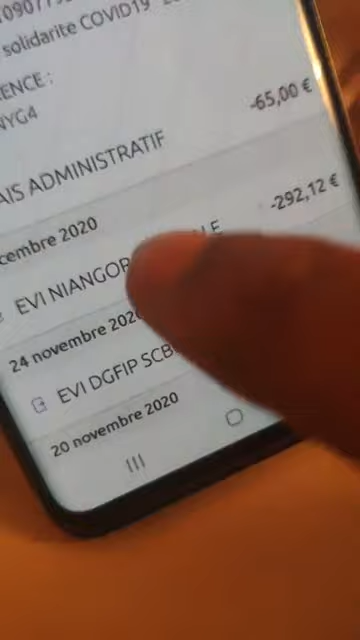 solidarite COVID19
ENCE :
NYG4
-65,00 €
AIS ADMINISTRATIF
cembre 2020
-292,12 €
EVI NIANGOR
24 novembre 2020
EVI DGFIP SCB
20 novembre 2020